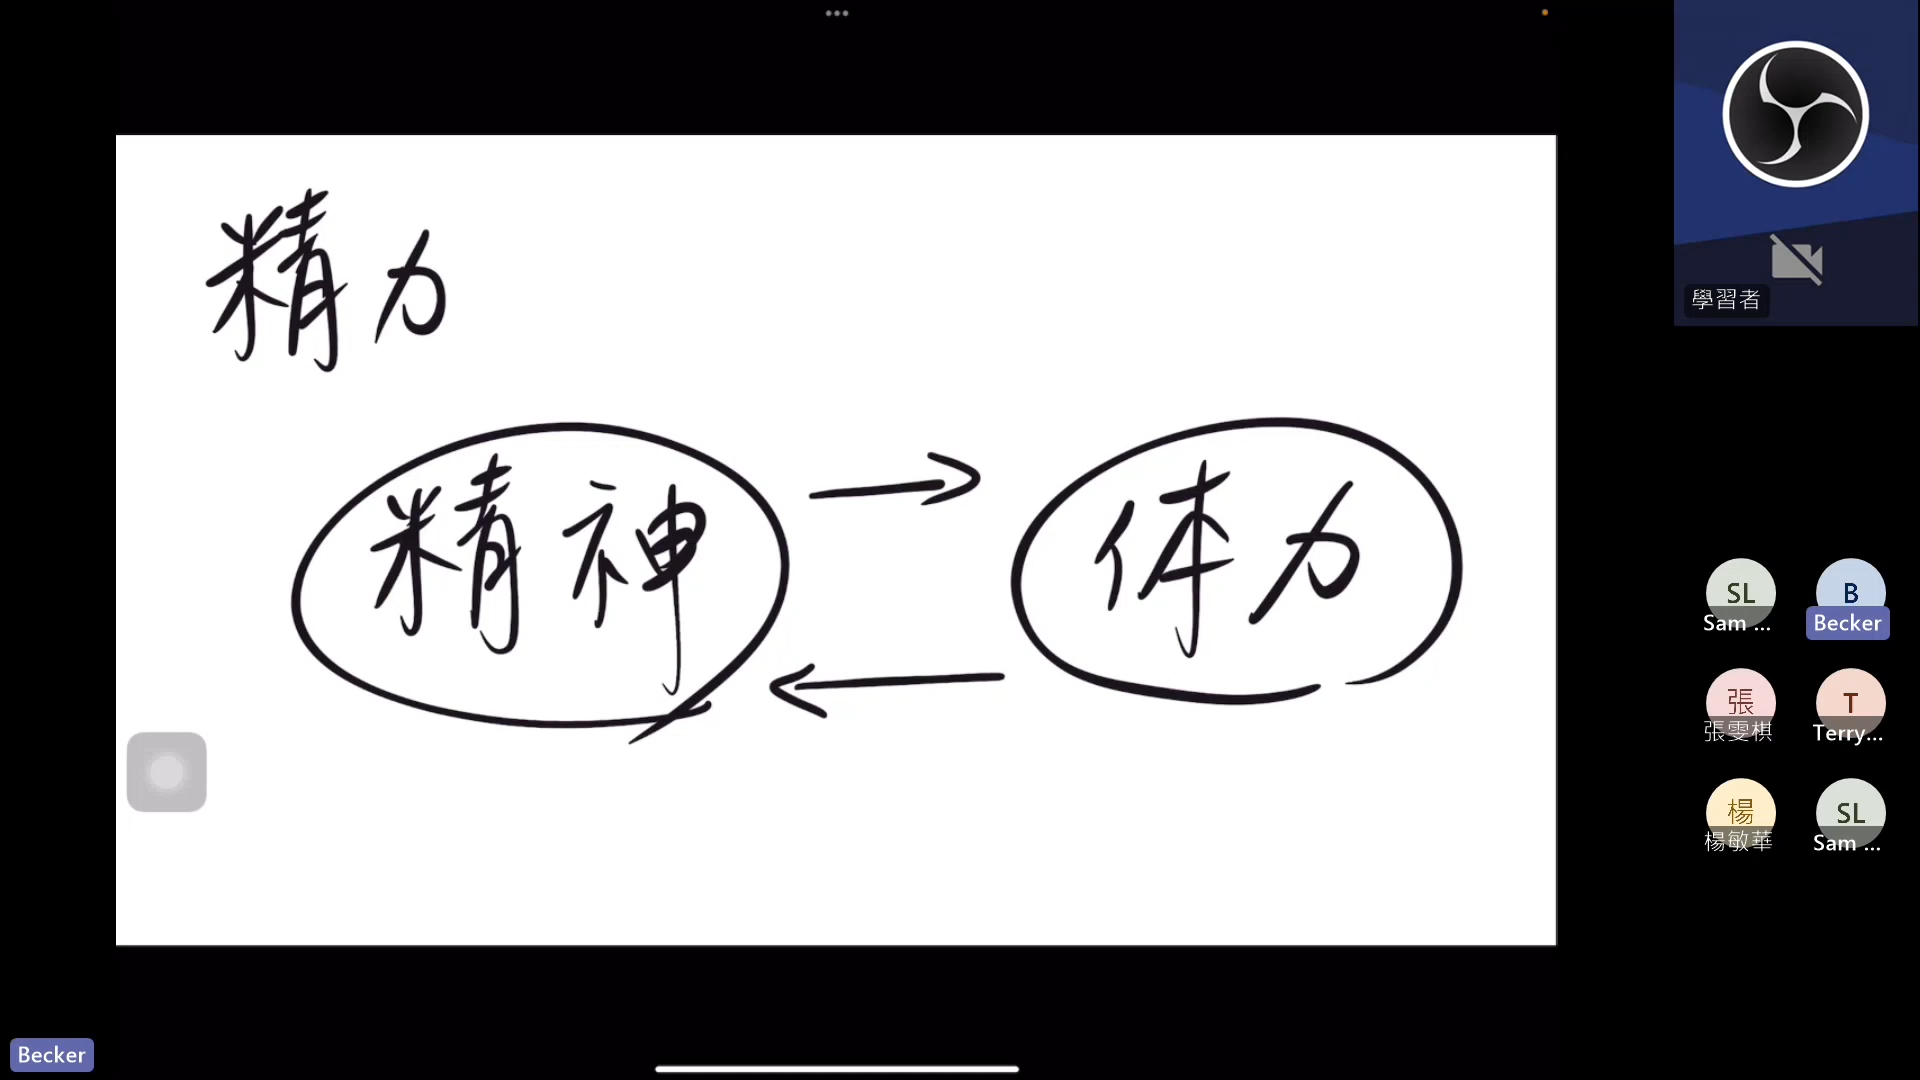 精力
精神
体力
學習者
SL
Sam ...
B
Becker
張
張雯棋
T
Terry...
楊
楊敏華
SL
Sam ...
Becker